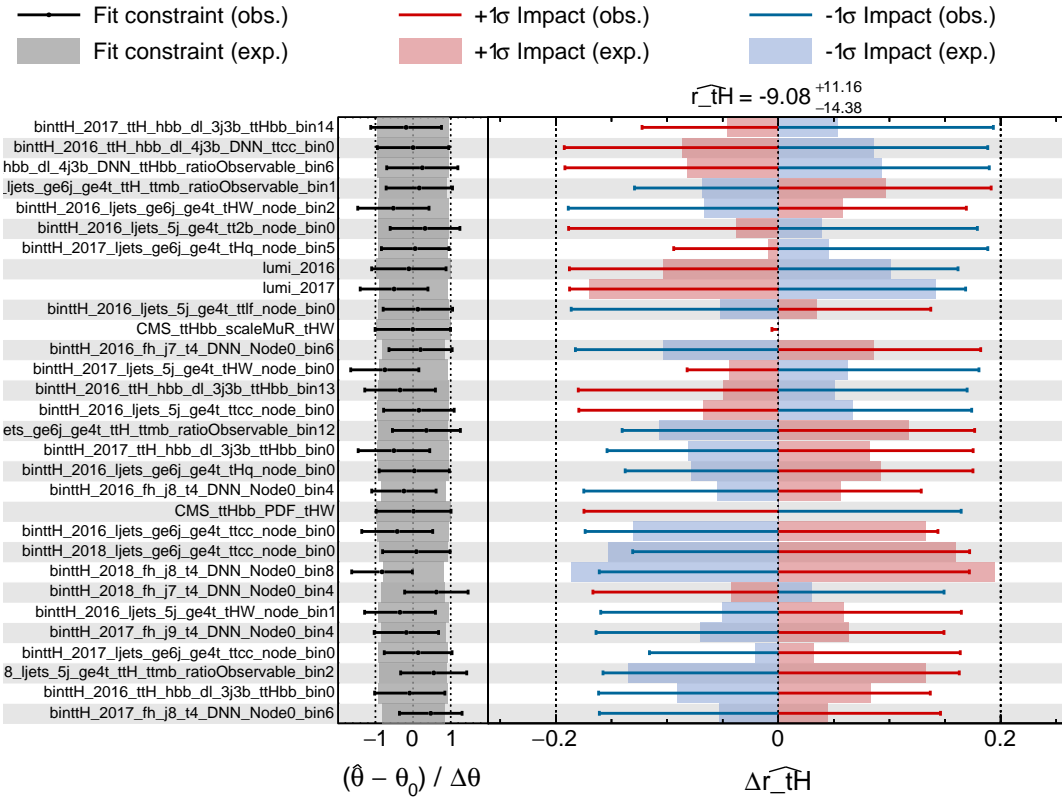 Fit constraint (obs.) +1σ Impact (obs.) -1σ Impact (obs.)
Fit constraint (exp.) +1σ Impact (exp.) -1σ Impact (exp.)
r_tH = -9.08 +11.16 −14.38
binttH_2017_ttH_hbb_dl_3j3b_ttHbb_bin14
binttH_2016_ttH_hbb_dl_4j3b_DNN_ttcc_bin0
hbb_dl_4j3b_DNN_ttHbb_ratioObservable_bin6
_ljets_ge6j_ge4t_ttH_ttmb_ratioObservable_bin1
binttH_2016_ljets_ge6j_ge4t_tHW_node_bin2
binttH_2016_ljets_5j_ge4t_tt2b_node_bin0
binttH_2017_ljets_ge6j_ge4t_tHq_node_bin5
lumi_2016
lumi_2017
binttH_2016_ljets_5j_ge4t_ttlf_node_bin0
CMS_ttHbb_scaleMuR_tHW
binttH_2016_fh_j7_t4_DNN_Node0_bin6
binttH_2017_ljets_5j_ge4t_tHW_node_bin0
binttH_2016_ttH_hbb_dl_3j3b_ttHbb_bin13
binttH_2016_ljets_5j_ge4t_ttcc_node_bin0
ets_ge6j_ge4t_ttH_ttmb_ratioObservable_bin12
binttH_2017_ttH_hbb_dl_3j3b_ttHbb_bin0
binttH_2016_ljets_ge6j_ge4t_tHq_node_bin0
binttH_2016_fh_j8_t4_DNN_Node0_bin4
CMS_ttHbb_PDF_tHW
binttH_2016_ljets_ge6j_ge4t_ttcc_node_bin0
binttH_2018_ljets_ge6j_ge4t_ttcc_node_bin0
binttH_2018_fh_j8_t4_DNN_Node0_bin8
binttH_2018_fh_j7_t4_DNN_Node0_bin4
binttH_2016_ljets_5j_ge4t_tHW_node_bin1
binttH_2017_fh_j9_t4_DNN_Node0_bin4
binttH_2017_ljets_ge6j_ge4t_ttcc_node_bin0
8_ljets_5j_ge4t_ttH_ttmb_ratioObservable_bin2
binttH_2016_ttH_hbb_dl_3j3b_ttHbb_bin0
binttH_2017_fh_j8_t4_DNN_Node0_bin6
−1 0 1 −0.2 0 0.2
(θ̂ − θ₀) / Δθ Δr_tH